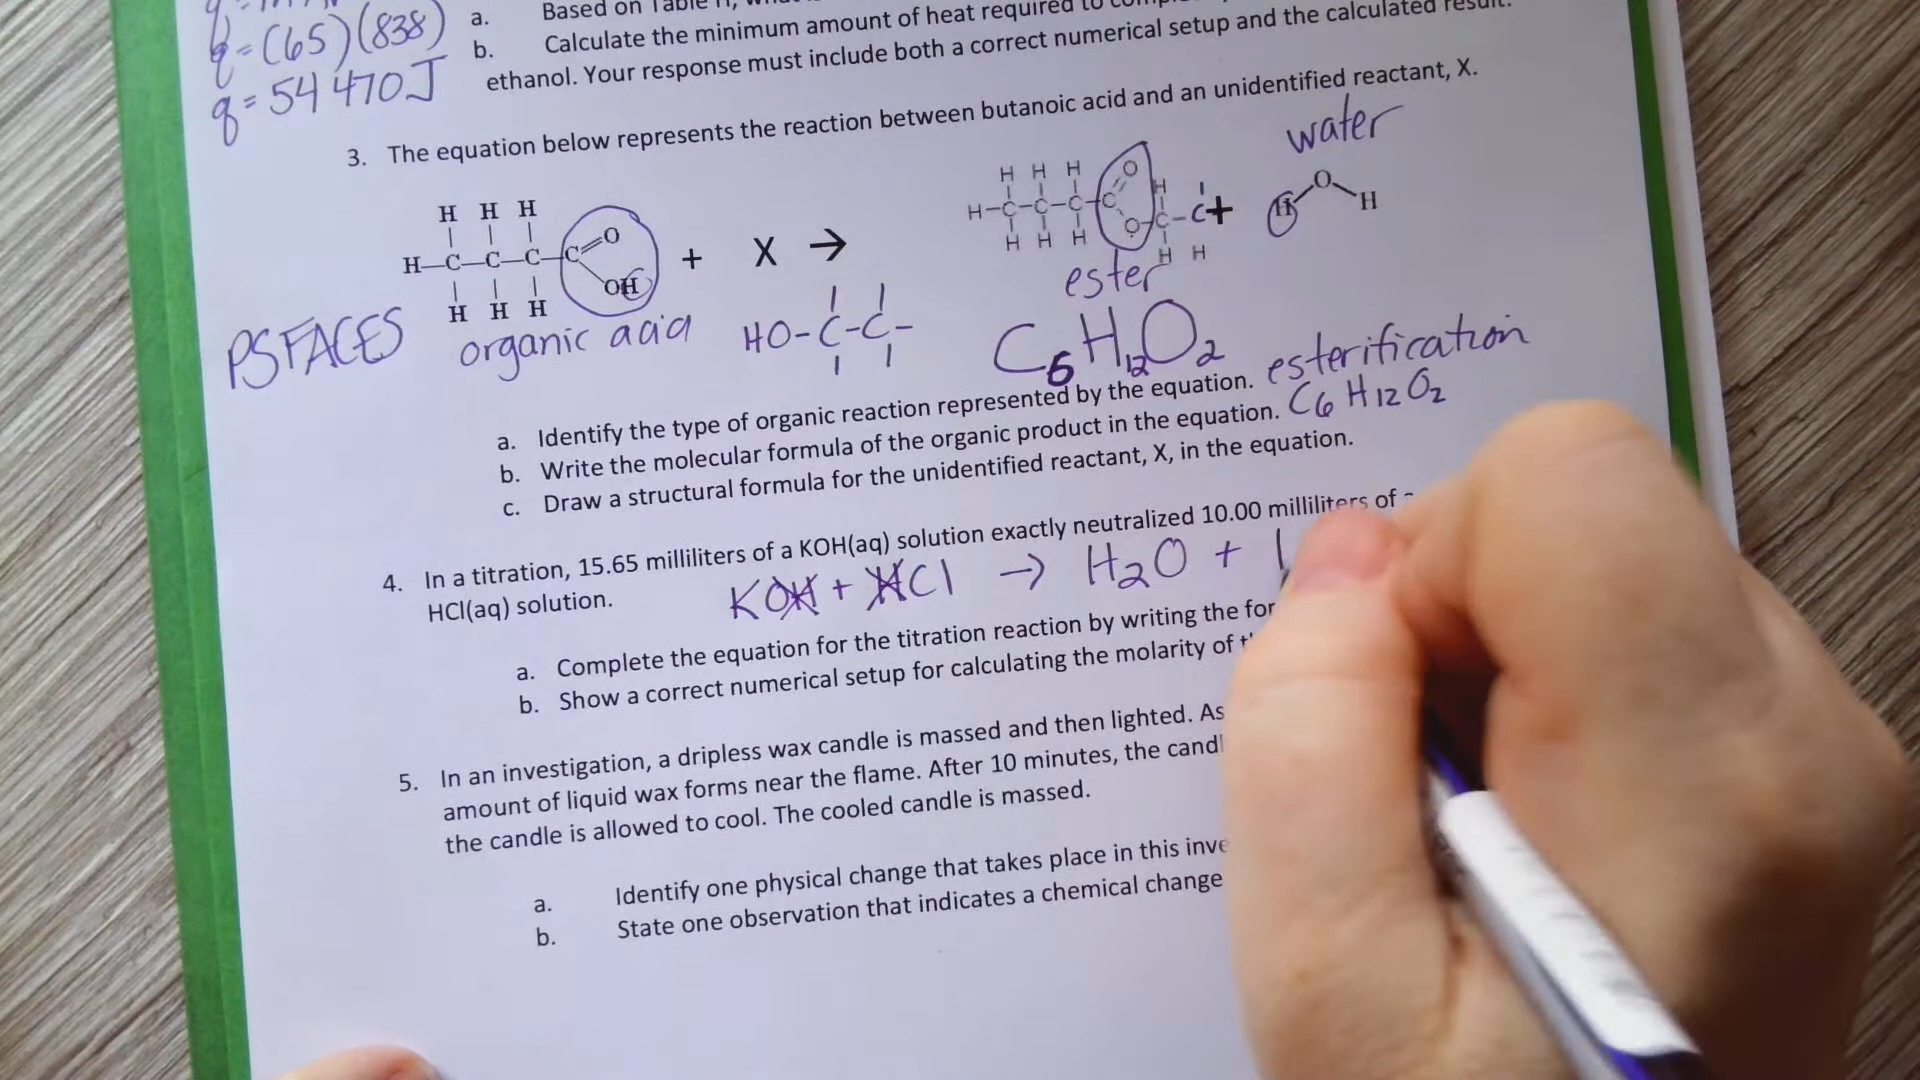 q=(65)(838)
q=54470J
a. Based on Table H,
b. Calculate the minimum amount of heat required to
ethanol. Your response must include both a correct numerical setup and the calculated result.
3. The equation below represents the reaction between butanoic acid and an unidentified reactant, X.
water
H H H
H—C—C—C—C=O
OH
H H H
+ X →
H H H O
H-C-C-C-C
O H
C-C
H H H
H H
+
H O H
PSFACES
organic acid
HO-C-C-
ester
C6H12O2
esterification
a. Identify the type of organic reaction represented by the equation.
b. Write the molecular formula of the organic product in the equation. C6H12O2
c. Draw a structural formula for the unidentified reactant, X, in the equation.
4. In a titration, 15.65 milliliters of a KOH(aq) solution exactly neutralized 10.00 milliliters of
HCl(aq) solution.
KOH + HCl → H2O +
a. Complete the equation for the titration reaction by writing the
b. Show a correct numerical setup for calculating the molarity of
5. In an investigation, a dripless wax candle is massed and then lighted. As
amount of liquid wax forms near the flame. After 10 minutes, the
the candle is allowed to cool. The cooled candle is massed.
a. Identify one physical change that takes place in this
b. State one observation that indicates a chemical change